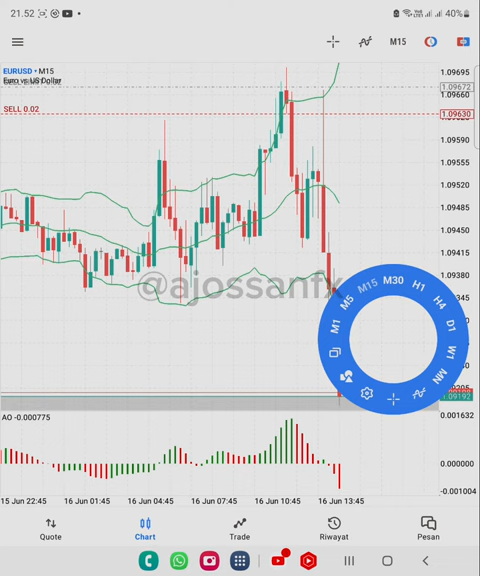 21.52
40%
M15
EURUSD • M15
Euro vs US Dollar
SELL 0.02
1.09695
1.09672
1.09660
1.09630
1.09590
1.09555
1.09520
1.09485
1.09450
1.09415
1.09380
@ajossanfx
M1
M5
M15
M30
H1
H4
D1
W1
MN
1.09192
AO -0.000775
0.001632
0.000000
-0.001004
15 Jun 22:45
16 Jun 01:45
16 Jun 04:45
16 Jun 07:45
16 Jun 10:45
16 Jun 13:45
Quote
Chart
Trade
Riwayat
Pesan